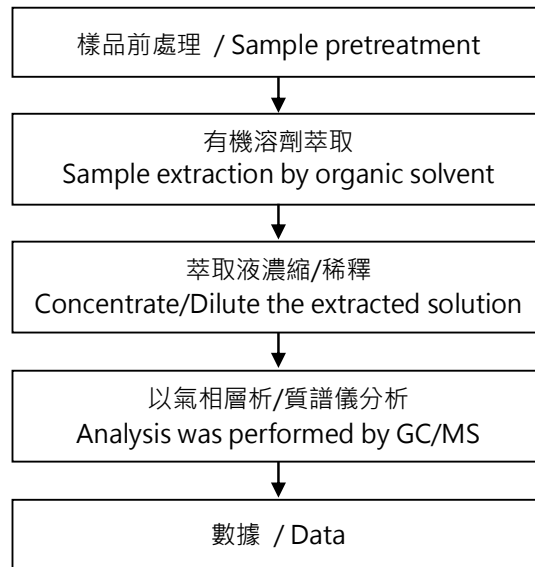 樣品前處理 / Sample pretreatment
有機溶劑萃取
Sample extraction by organic solvent
萃取液濃縮/稀釋
Concentrate/Dilute the extracted solution
以氣相層析/質譜儀分析
Analysis was performed by GC/MS
數據 / Data